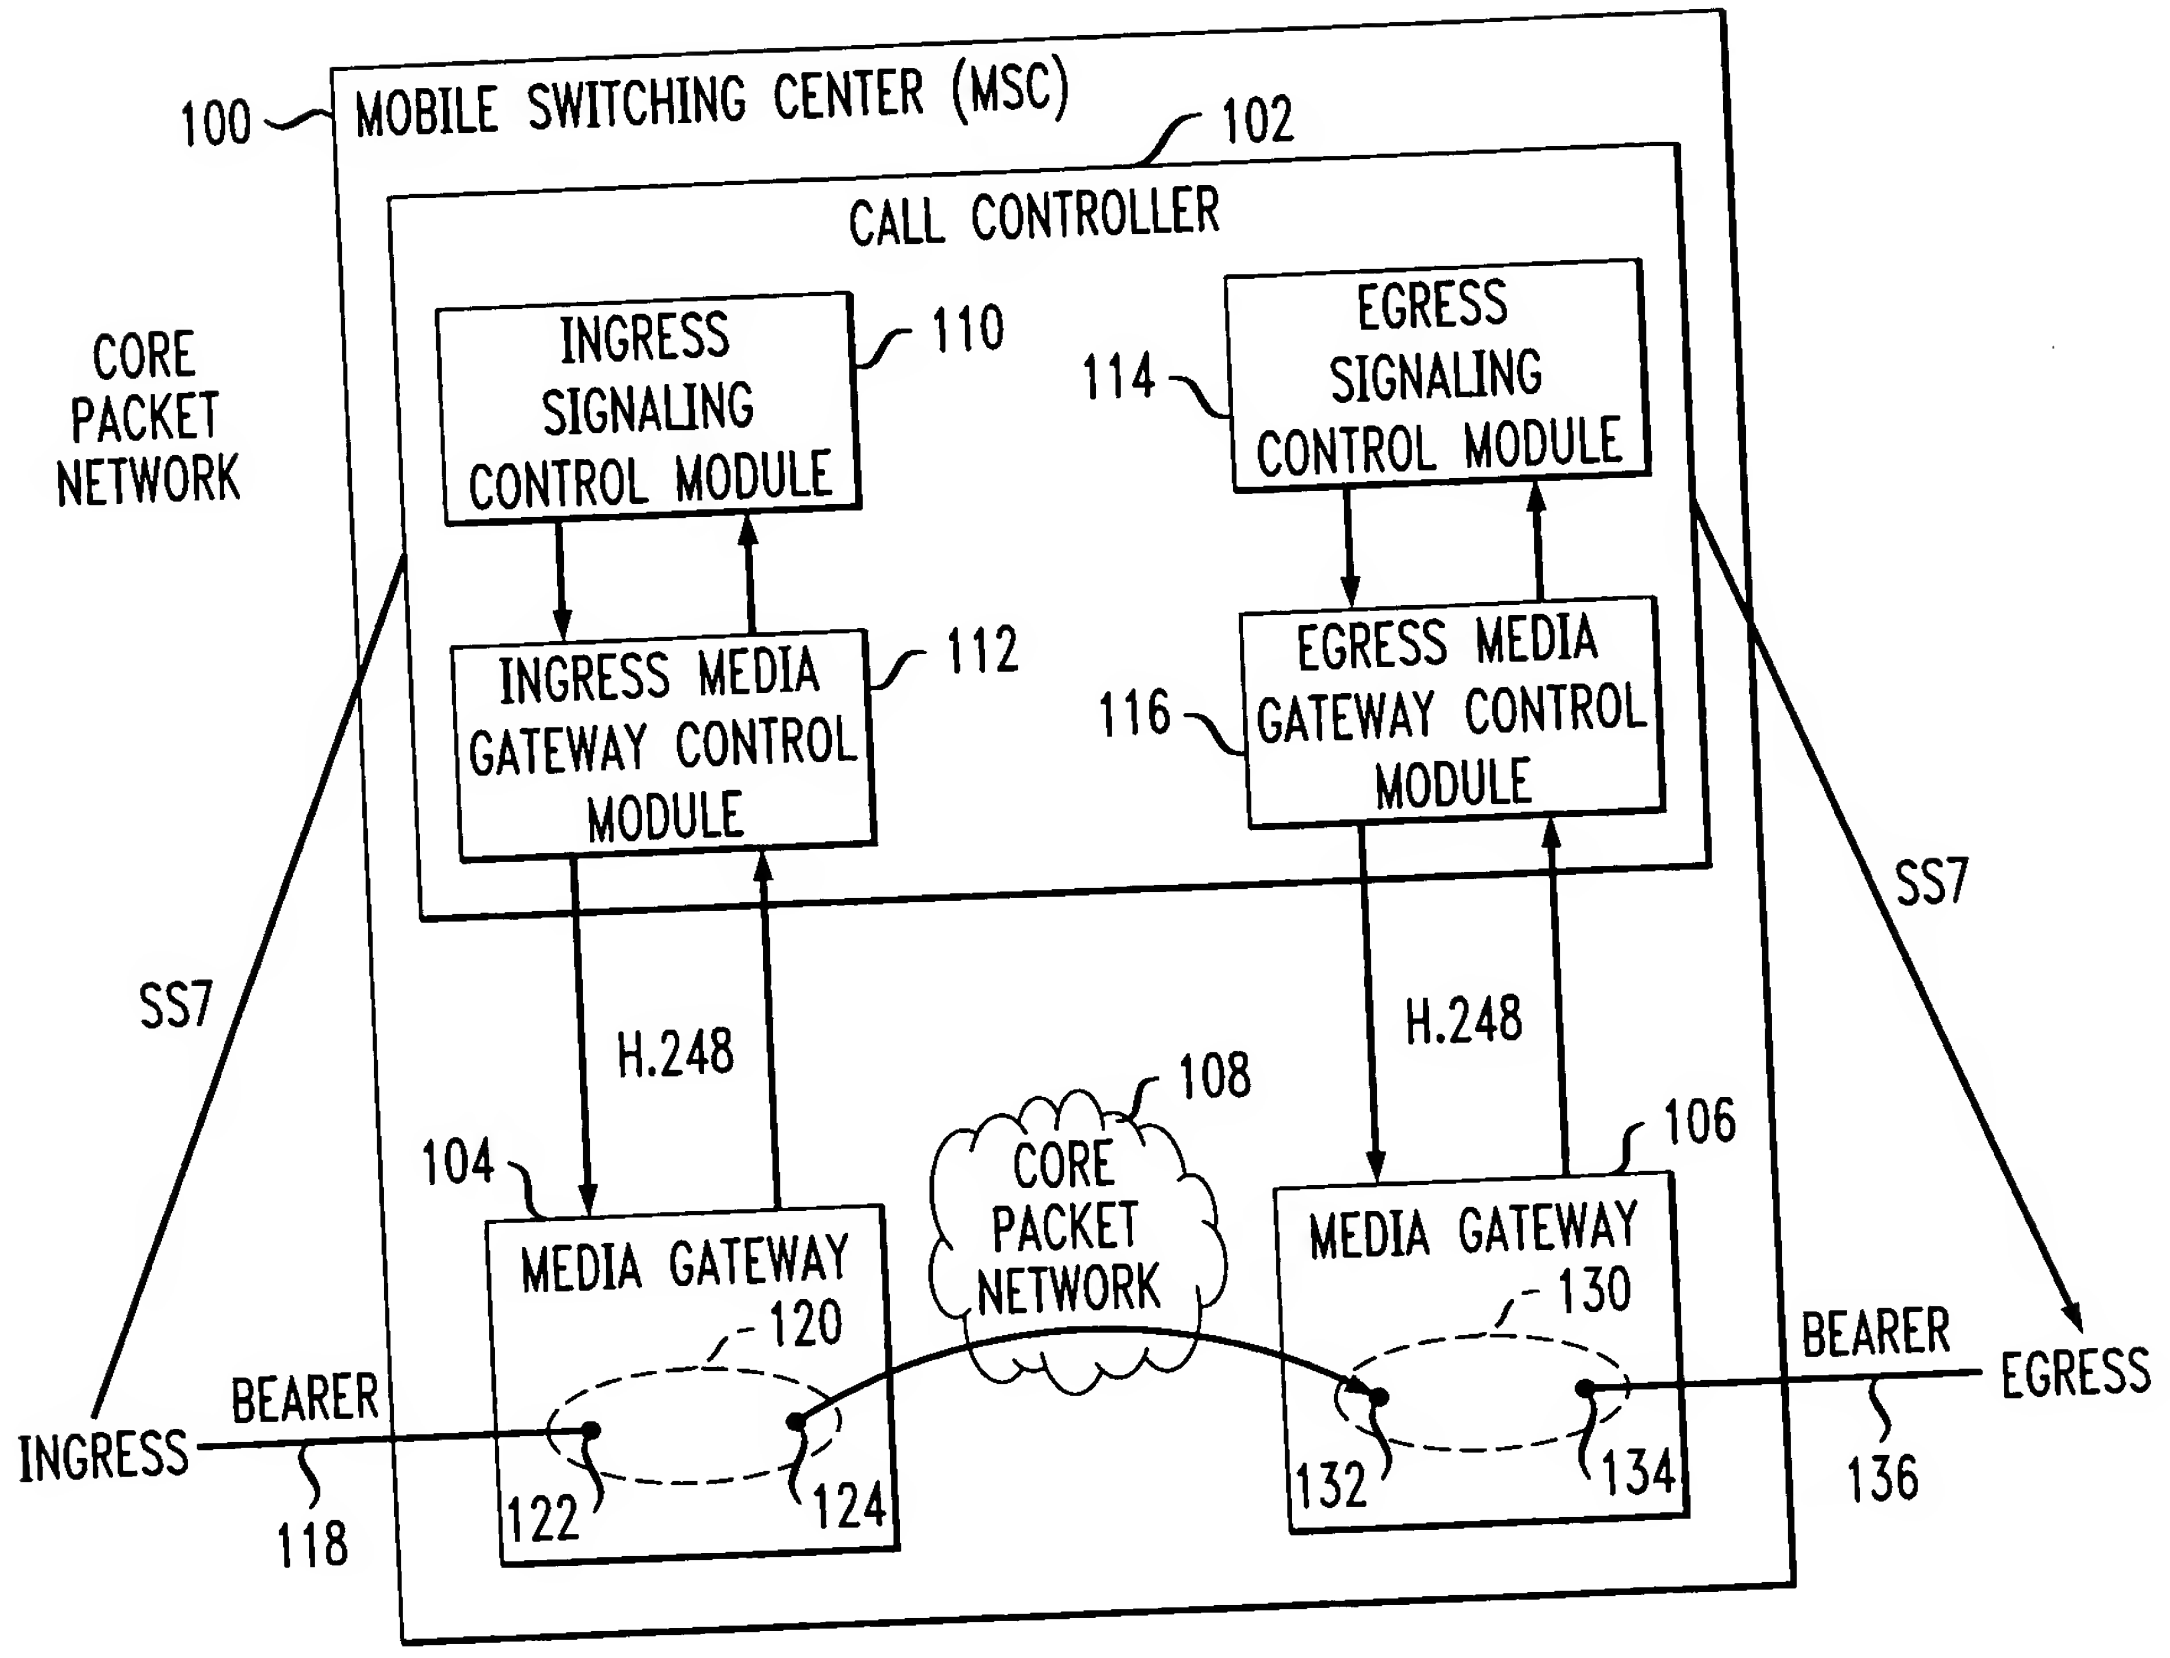 100
MOBILE SWITCHING CENTER (MSC)
102
CALL CONTROLLER
CORE
PACKET
NETWORK
INGRESS
SIGNALING
CONTROL MODULE
110
114
EGRESS
SIGNALING
CONTROL MODULE
INGRESS MEDIA
GATEWAY CONTROL
MODULE
112
116
EGRESS MEDIA
GATEWAY CONTROL
MODULE
SS7
SS7
H.248
H.248
104
MEDIA GATEWAY
120
122
124
108
CORE
PACKET
NETWORK
106
MEDIA GATEWAY
130
132
134
BEARER
INGRESS
118
BEARER
EGRESS
136